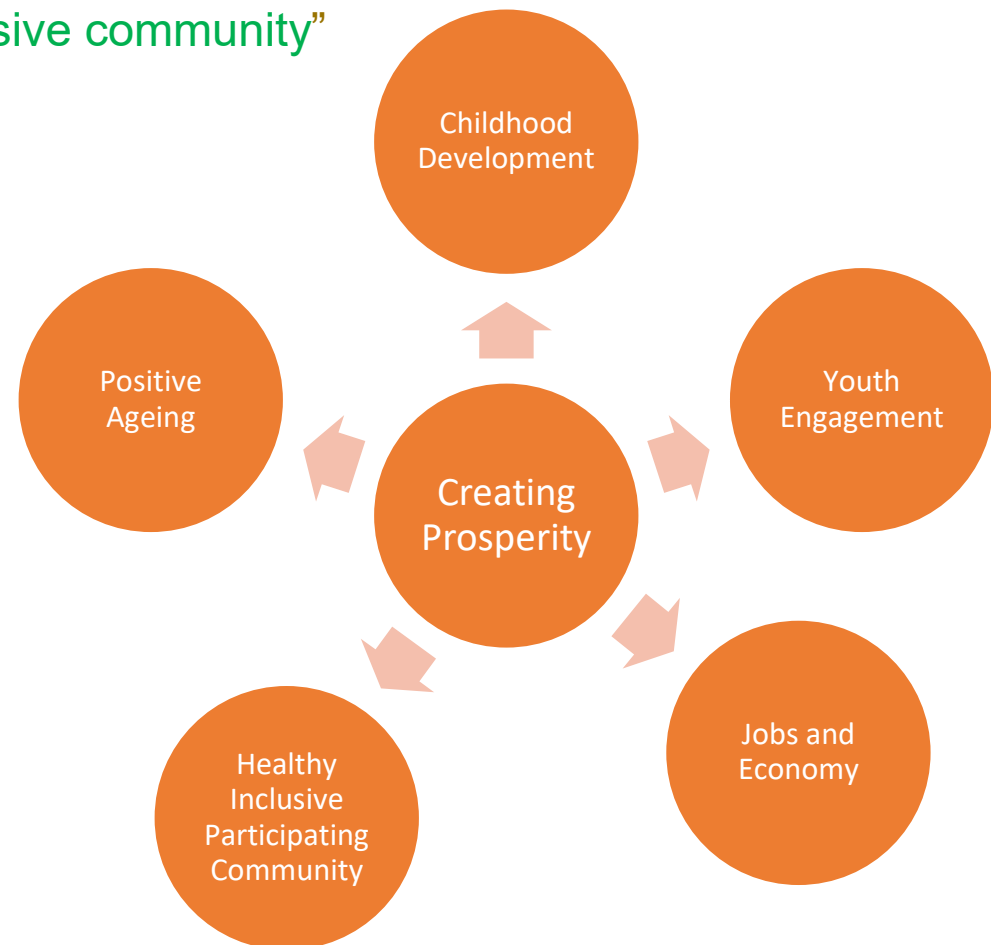 sive community”
Childhood
Development
Positive
Ageing
Youth
Engagement
Creating
Prosperity
Jobs and
Economy
Healthy
Inclusive
Participating
Community